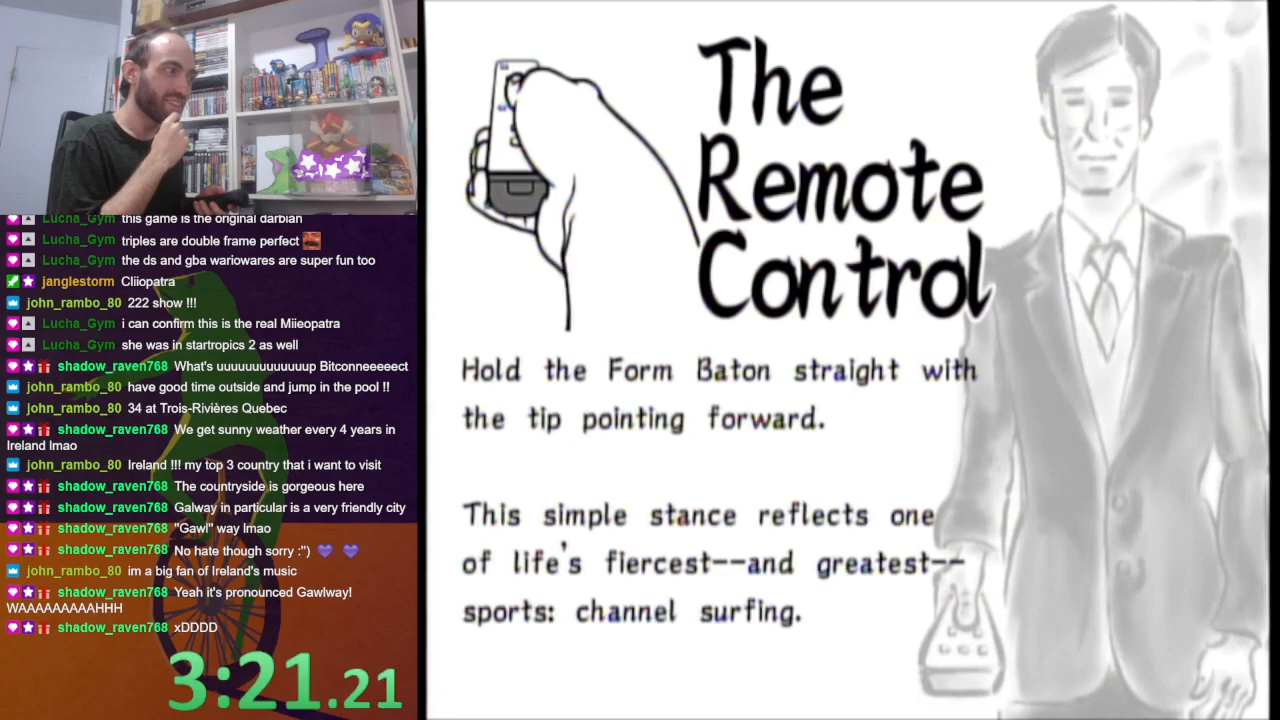 Lucha_Gym this game is the original darbian
Lucha_Gym triples are double frame perfect
Lucha_Gym the ds and gba wariowares are super fun too
janglestorm Cliiopatra
john_rambo_80 222 show !!!
Lucha_Gym i can confirm this is the real Miieopatra
Lucha_Gym she was in startropics 2 as well
shadow_raven768 What's uuuuuuuuuuuuup Bitconneeeeect
john_rambo_80 have good time outside and jump in the pool !!
john_rambo_80 34 at Trois-Rivières Quebec
shadow_raven768 We get sunny weather every 4 years in
Ireland lmao
john_rambo_80 Ireland !!! my top 3 country that i want to visit
shadow_raven768 The countryside is gorgeous here
shadow_raven768 Galway in particular is a very friendly city
shadow_raven768 "Gawl" way lmao
shadow_raven768 No hate though sorry :")
john_rambo_80 im a big fan of Ireland's music
shadow_raven768 Yeah it's pronounced Gawlway!
WAAAAAAAAAHHH
shadow_raven768 xDDDD
3:21.21
The
Remote
Control
Hold the Form Baton straight with
the tip pointing forward.
This simple stance reflects one
of life's fiercest--and greatest--
sports: channel surfing.